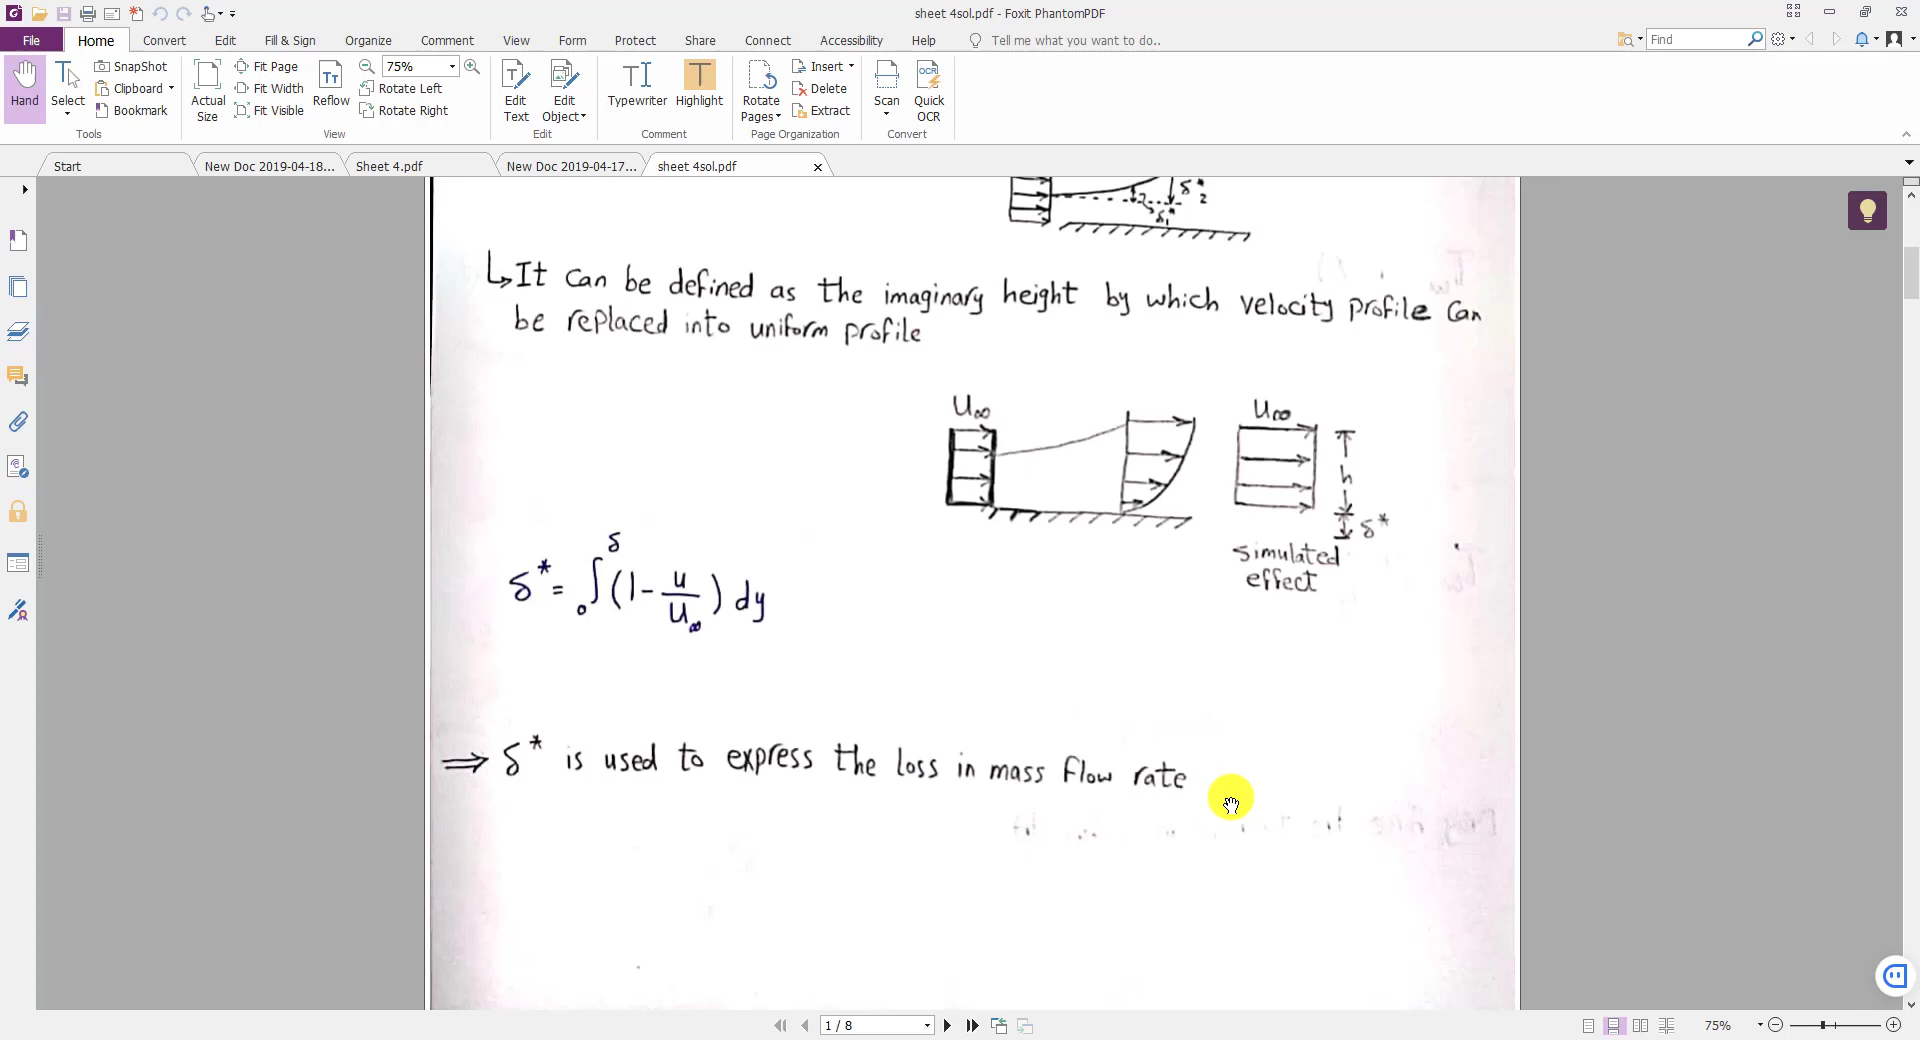 sheet 4sol.pdf - Foxit PhantomPDF
File Home Convert Edit Fill & Sign Organize Comment View Form Protect Share Connect Accessibility Help Tell me what you want to do.. Find
Hand
Select
SnapShot
Clipboard
Bookmark
Tools
Actual Size
Fit Page
Fit Width
Fit Visible
Reflow
75%
Rotate Left
Rotate Right
View
Edit Text
Edit Object
Edit
Typewriter
Highlight
Comment
Rotate Pages
Insert
Delete
Extract
Page Organization
Scan
Quick OCR
Convert
Start
New Doc 2019-04-18...
Sheet 4.pdf
New Doc 2019-04-17...
sheet 4sol.pdf
δ*2
δ*1
↳ It can be defined as the imaginary height by which velocity profile can
be replaced into uniform profile
U∞
U∞
h
δ*
simulated
effect
δ* = ∫₀^δ (1 - u/U∞) dy
⇒ δ* is used to express the loss in mass flow rate
1 / 8
75%